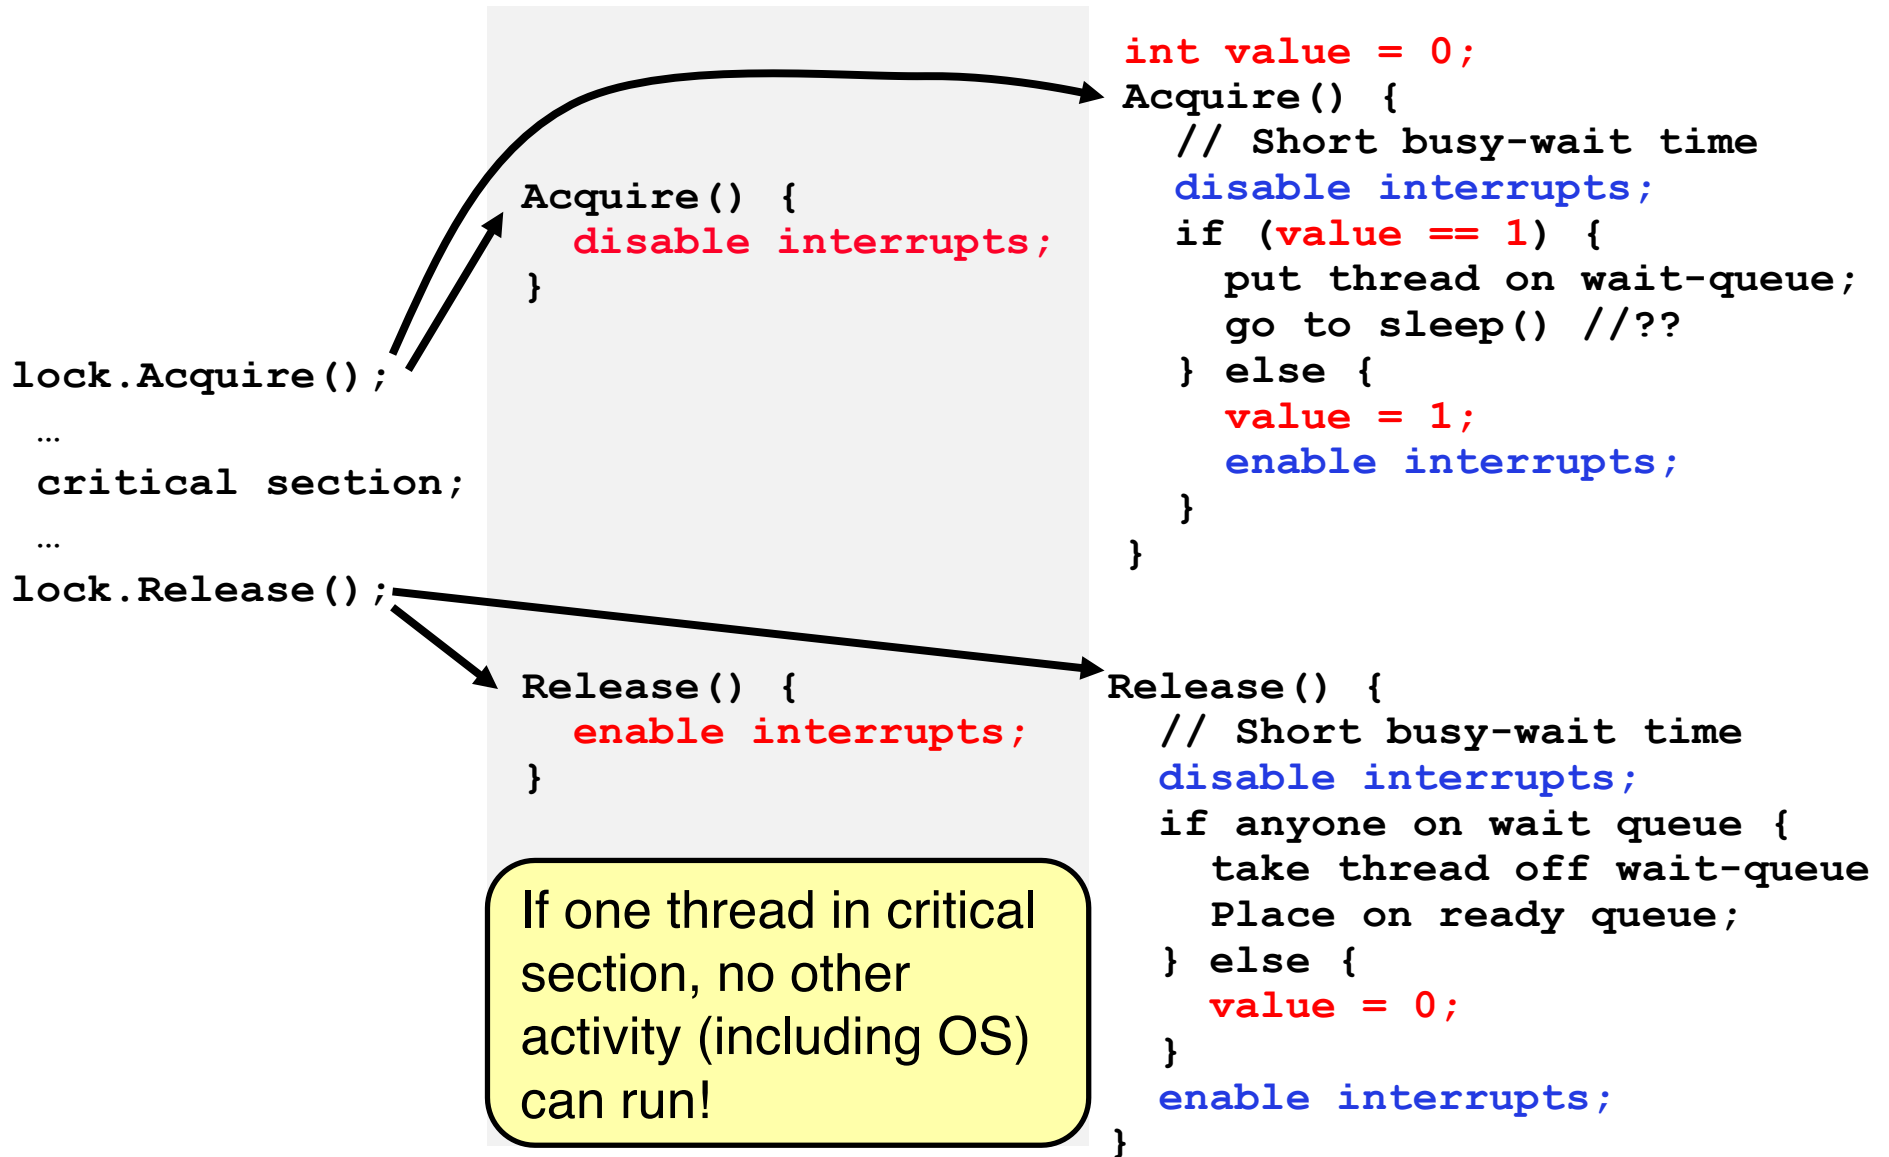 lock.Acquire();
…
critical section;
…
lock.Release();
Acquire() {
disable interrupts;
}
Release() {
enable interrupts;
}
If one thread in critical
section, no other
activity (including OS)
can run!
int value = 0;
Acquire() {
// Short busy-wait time
disable interrupts;
if (value == 1) {
put thread on wait-queue;
go to sleep() //??
} else {
value = 1;
enable interrupts;
}
}
Release() {
// Short busy-wait time
disable interrupts;
if anyone on wait queue {
take thread off wait-queue
Place on ready queue;
} else {
value = 0;
}
enable interrupts;
}